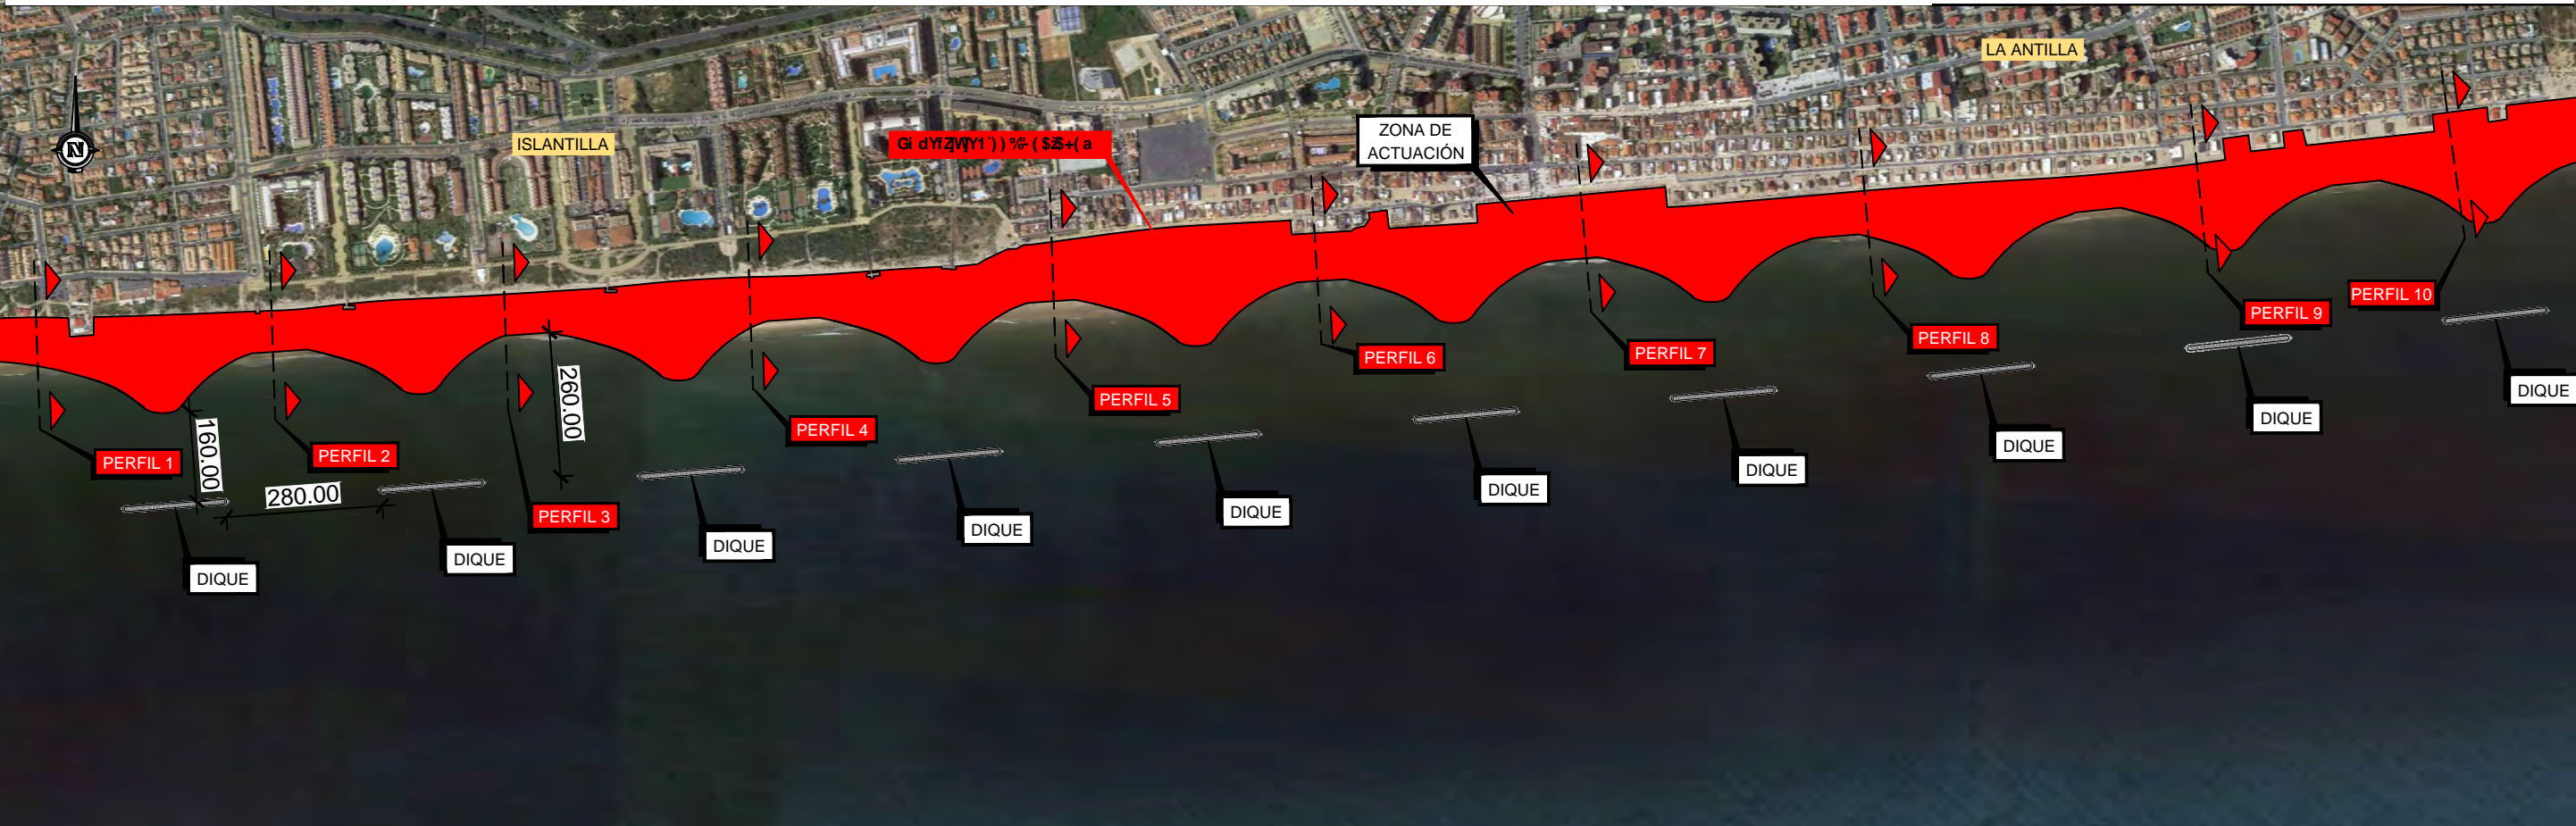 LA ANTILLA
ISLANTILLA
ZONA DE
ACTUACIÓN
N
PERFIL 1
PERFIL 2
PERFIL 3
PERFIL 4
PERFIL 5
PERFIL 6
PERFIL 7
PERFIL 8
PERFIL 9
PERFIL 10
160.00
280.00
260.00
DIQUE
DIQUE
DIQUE
DIQUE
DIQUE
DIQUE
DIQUE
DIQUE
DIQUE
DIQUE